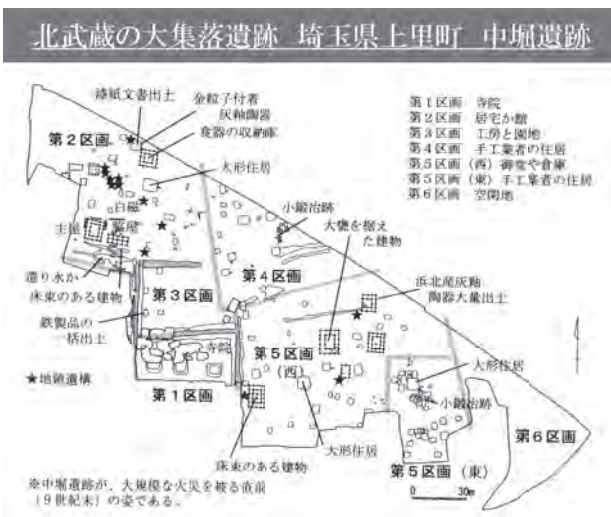 北武蔵の大集落遺跡 埼玉県上里町 中堀遺跡
漆紙文書出土
金粒子付着
灰釉陶器
食器の収納庫
第2区画
大形住居
白磁
主屋
脇屋
遣り水か
床束のある建物
鉄製品の
一括出土
第3区画
★地鎮遺構
寺院
第1区画
小鍛冶跡
大甕を据え
た建物
第4区画
浜北産灰釉
陶器大量出土
第5区画
(西)
大形住居
床束のある建物
大形住居
小鍛冶跡
第5区画(東)
第6区画
0 30m
第1区画 寺院
第2区画 居宅か館
第3区画 工房と園地
第4区画 手工業者の住居
第5区画(西)御堂や倉庫
第5区画(東)手工業者の住居
第6区画 空閑地
※中堀遺跡が、大規模な火災を被る直前
(9世紀末)の姿である。